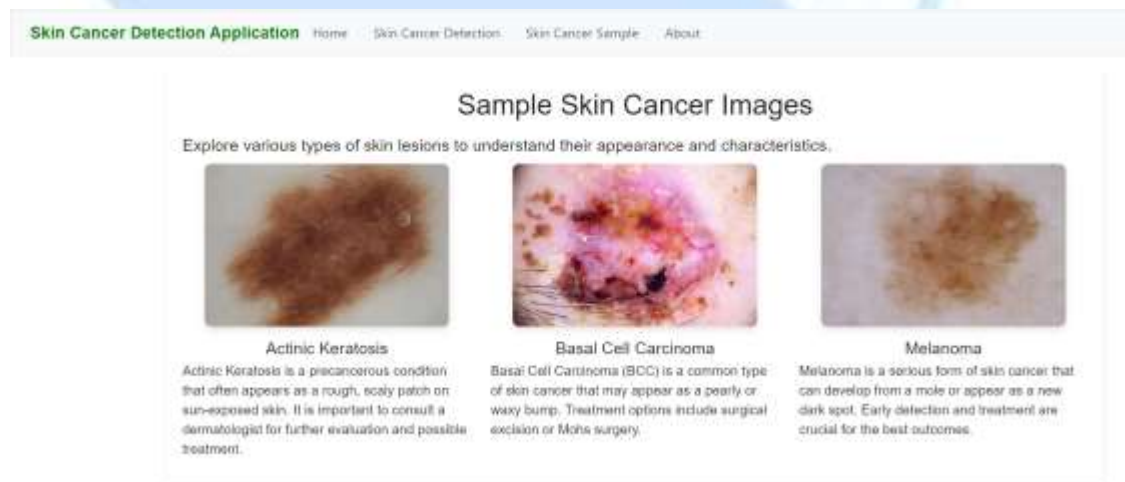 Skin Cancer Detection Application Home Skin Cancer Detection Skin Cancer Sample About
Sample Skin Cancer Images
Explore various types of skin lesions to understand their appearance and characteristics.
Actinic Keratosis
Actinic Keratosis is a precancerous condition
that often appears as a rough, scaly patch on
sun-exposed skin. It is important to consult a
dermatologist for further evaluation and possible
treatment.
Basal Cell Carcinoma
Basal Cell Carcinoma (BCC) is a common type
of skin cancer that may appear as a pearly or
waxy bump. Treatment options include surgical
excision or Mohs surgery.
Melanoma
Melanoma is a serious form of skin cancer that
can develop from a mole or appear as a new
dark spot. Early detection and treatment are
crucial for the best outcomes.